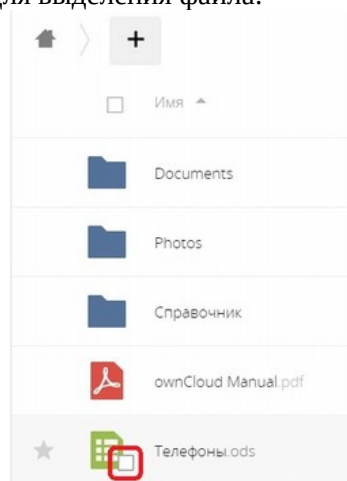 для выделения файла.
+
Имя
Documents
Photos
Справочник
ownCloud Manual.pdf
Телефоны.ods